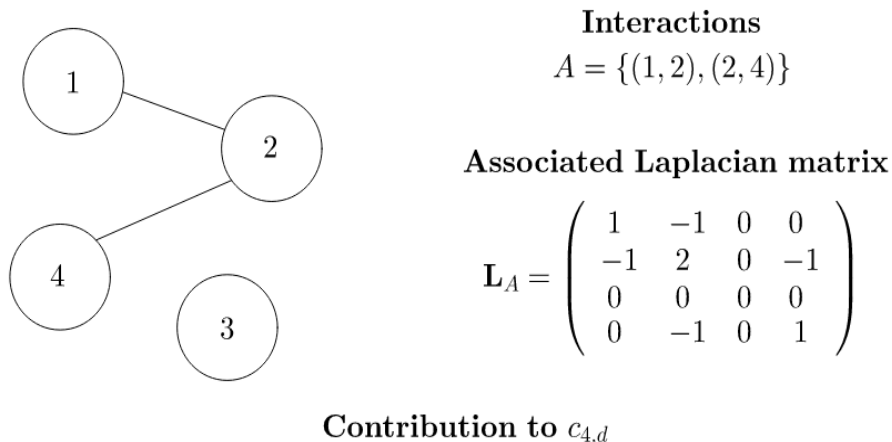 1
2
4
3
Interactions
A = {(1, 2), (2, 4)}
Associated Laplacian matrix
1 −1 0 0
−1 2 0 −1
L_A =
0 0 0 0
0 −1 0 1
Contribution to c_{4,d}